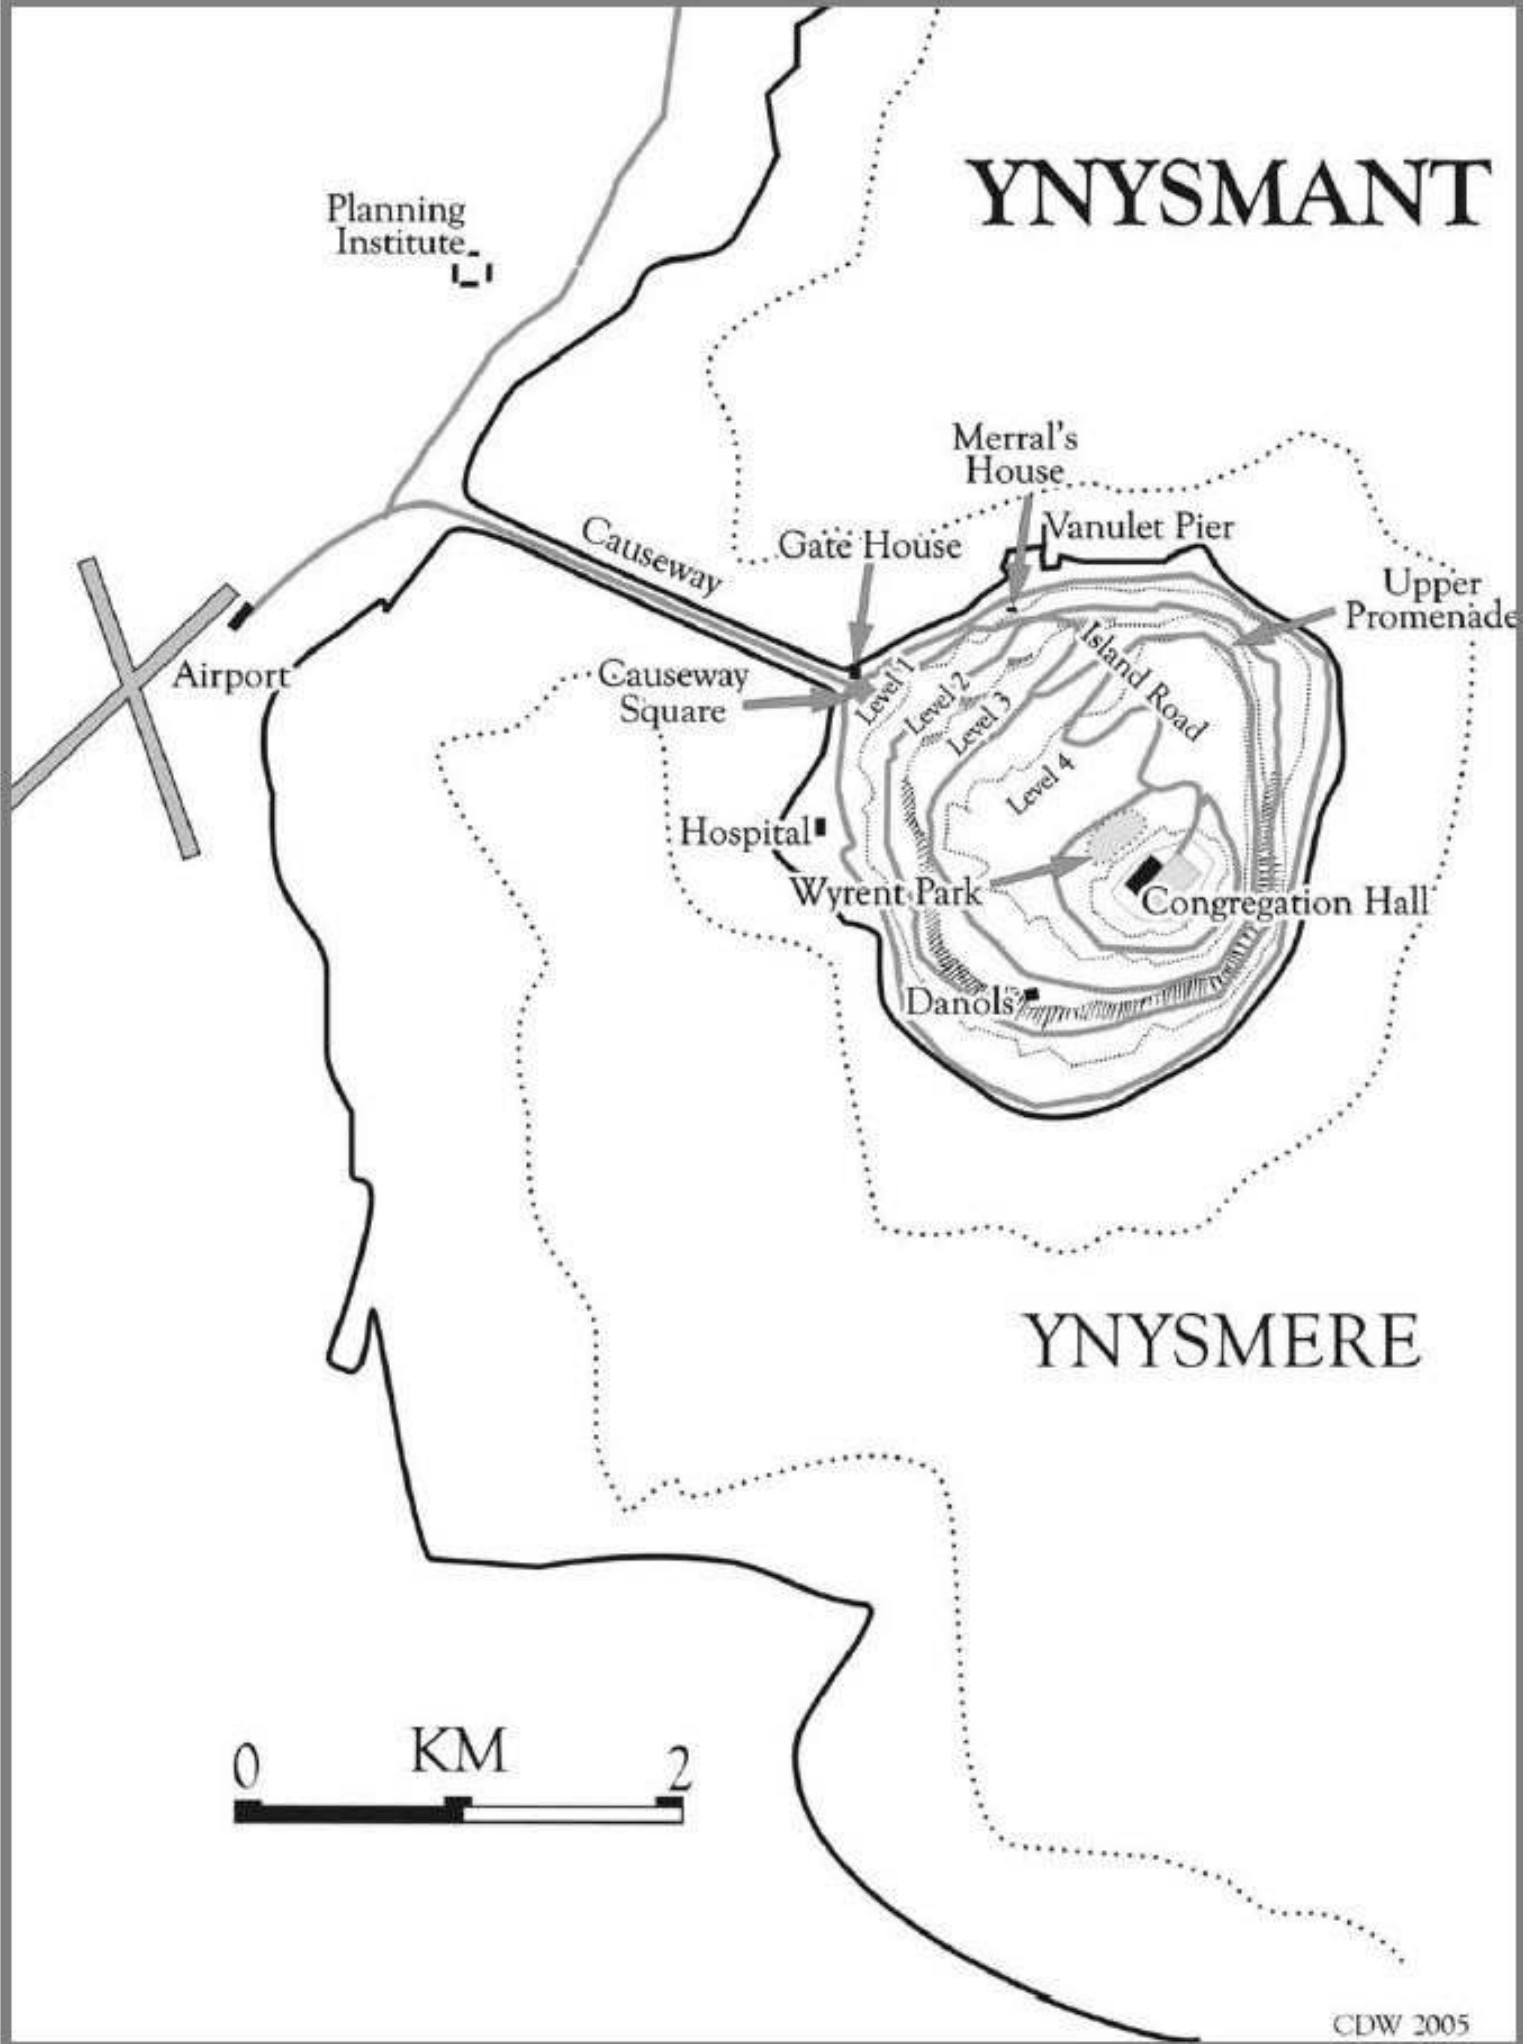 YNYSMANT
Planning
Institute
Merral's
House
Causeway
Gate House
Vanulet Pier
Upper
Promenade
Airport
Causeway
Square
Level 1
Level 2
Level 3
Level 4
Island Road
Hospital
Wyrent Park
Congregation Hall
Danols
YNYSMERE
KM
0 2
CDW 2005